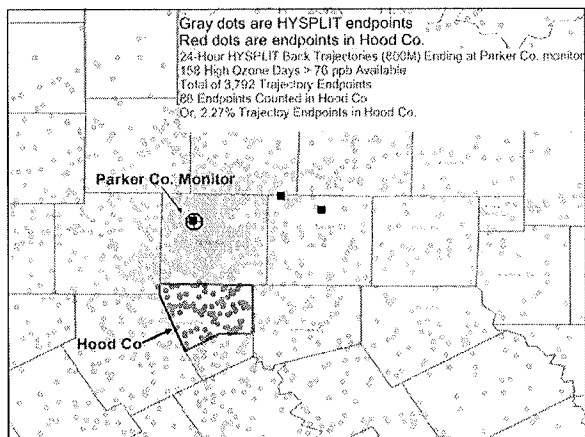 Gray dots are HYSPLIT endpoints
Red dots are endpoints in Hood Co.
24-Hour HYSPLIT Back Trajectories (800M) Ending at Parker Co. monitor
158 High Ozone Days > 70 ppb Available
Total of 3,792 Trajectory Endpoints
86 Endpoints Counted in Hood Co
Or, 2.27% Trajectory Endpoints in Hood Co.
Parker Co. Monitor
Hood Co